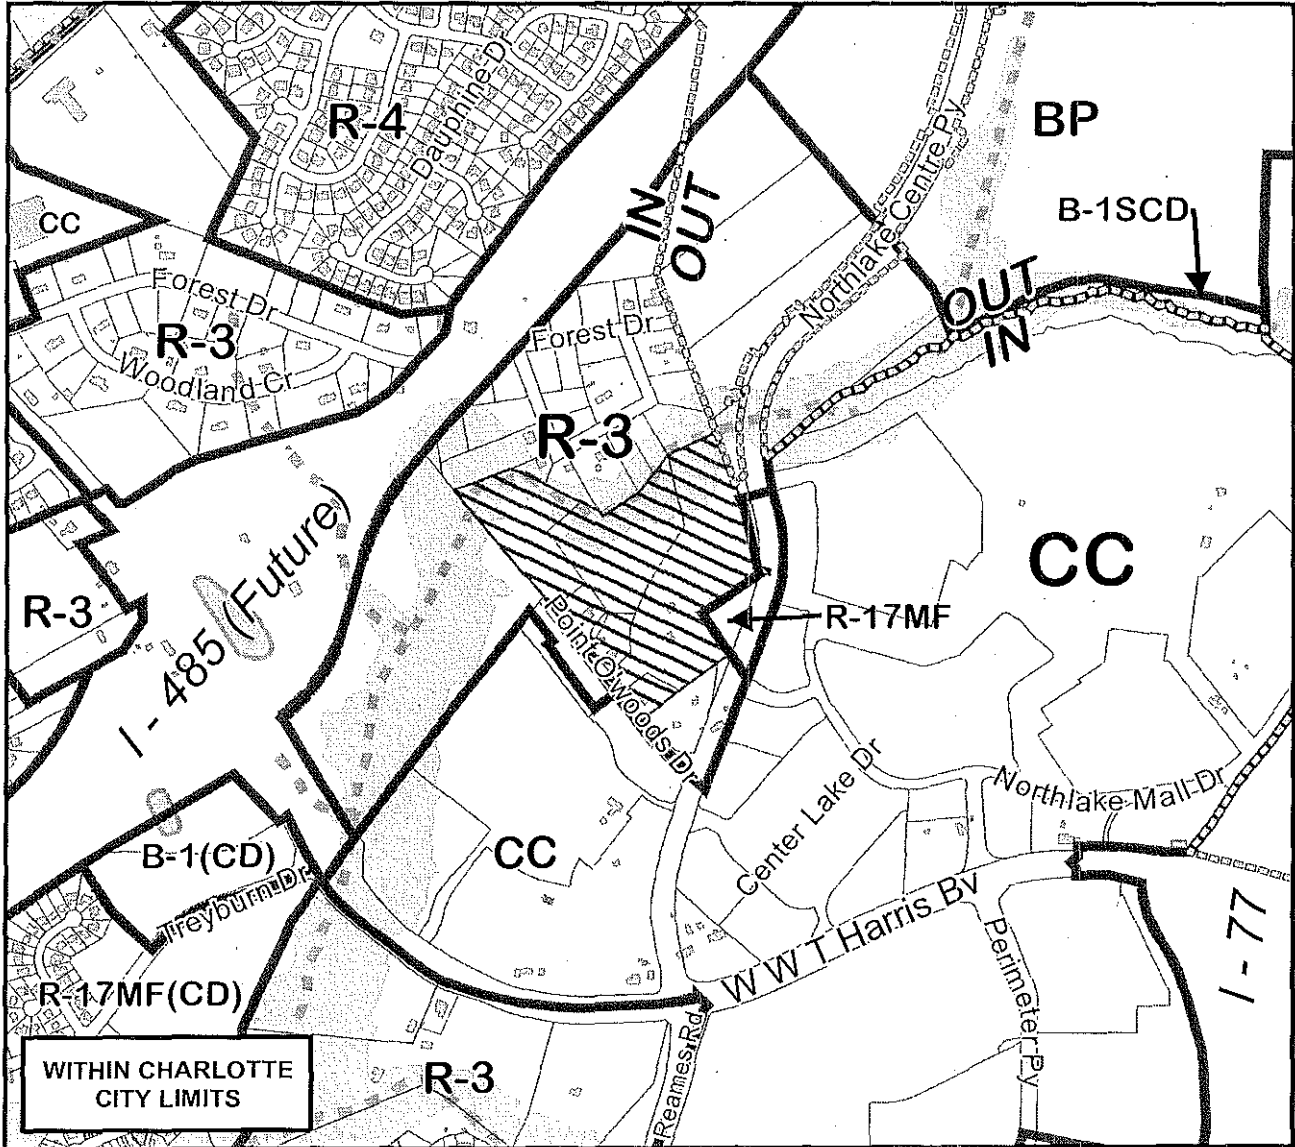 R-4
Dauphine Dr
BP
Northlake Centre Py
B-1SCD
IN
OUT
CC
Forest Dr
R-3
Woodland Cr
Forest Dr
OUT
IN
R-3
CC
I - 485 (Future)
R-3
R-17MF
Point O Woods Dr
Center Lake Dr
Northlake Mall Dr
CC
B-1(CD)
Treyburn Dr
W W T Harris Bv
Perimeter Py
I - 77
R-17MF(CD)
Reames Rd
R-3
WITHIN CHARLOTTE
CITY LIMITS